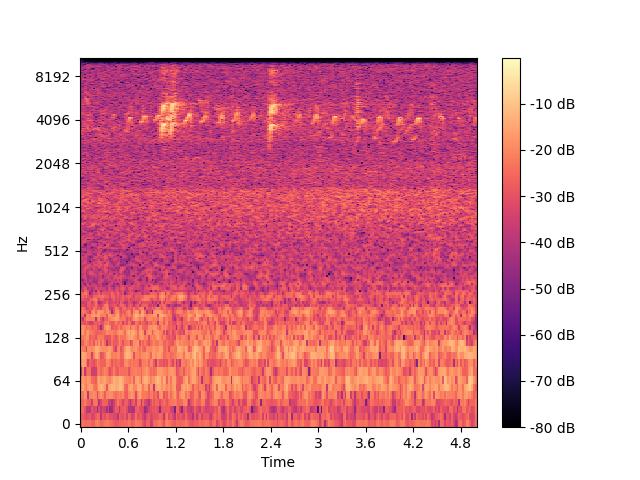 8192
4096
2048
1024
512
256
128
64
0
Hz
0 0.6 1.2 1.8 2.4 3 3.6 4.2 4.8
Time
-10 dB
-20 dB
-30 dB
-40 dB
-50 dB
-60 dB
-70 dB
-80 dB